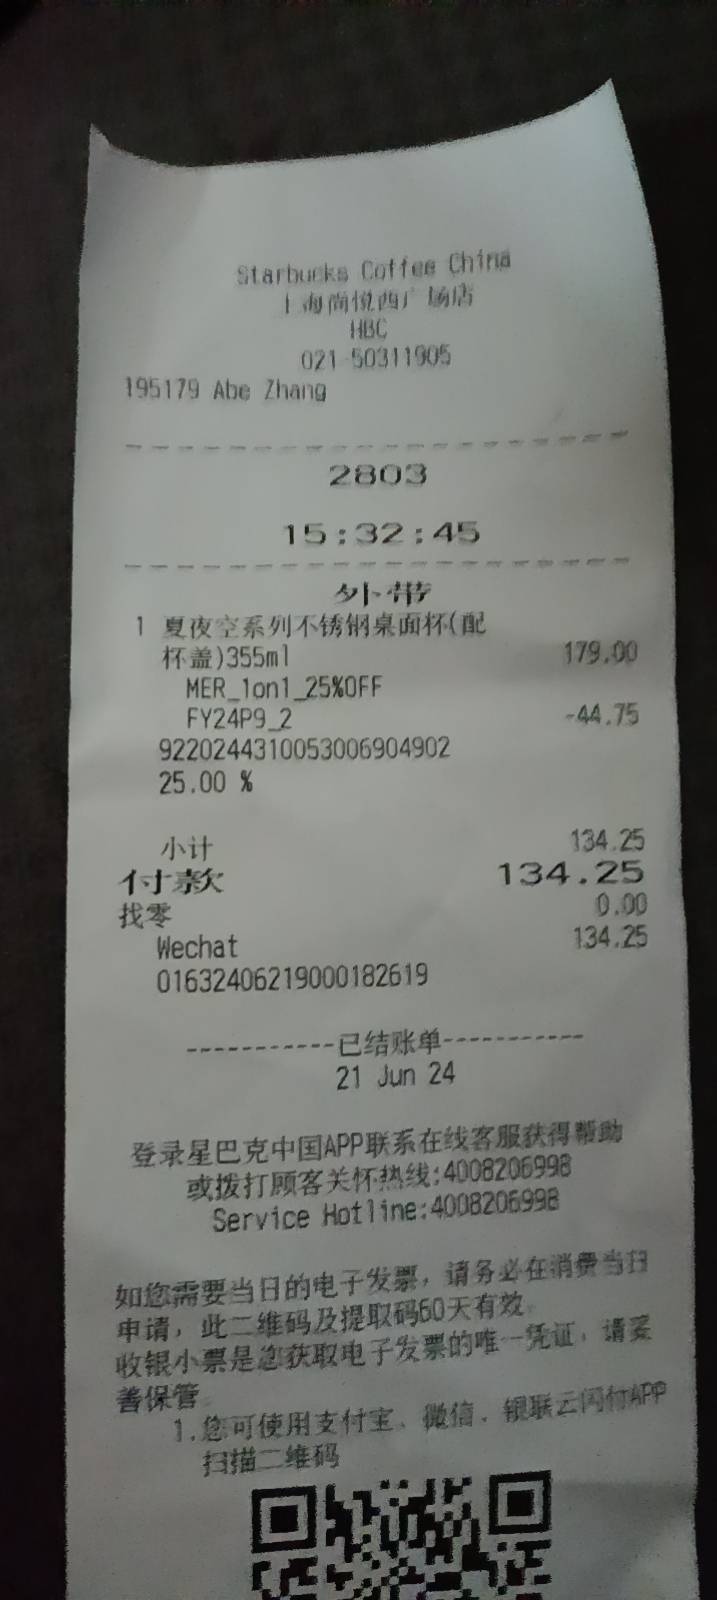 Starbucks Coffee China
上海尚悦西广场店
HBC
021-50311905
195179 Abe Zhang
2803
15:32:45
外带
1 夏夜空系列不锈钢桌面杯(配
杯盖)355ml 179.00
MER_1on1_25%OFF
FY24P9_2 -44.75
9220244310053006904902
25.00 %
小计 134.25
付款 134.25
找零 0.00
Wechat 134.25
01632406219000182619
-----------已结账单-----------
21 Jun 24
登录星巴克中国APP联系在线客服获得帮助
或拨打顾客关怀热线:4008206998
Service Hotline:4008206998
如您需要当日的电子发票，请务必在消费当日
申请，此二维码及提取码60天有效。
收银小票是您获取电子发票的唯一凭证，请妥
善保管。
1.您可使用支付宝、微信、银联云闪付APP
扫描二维码